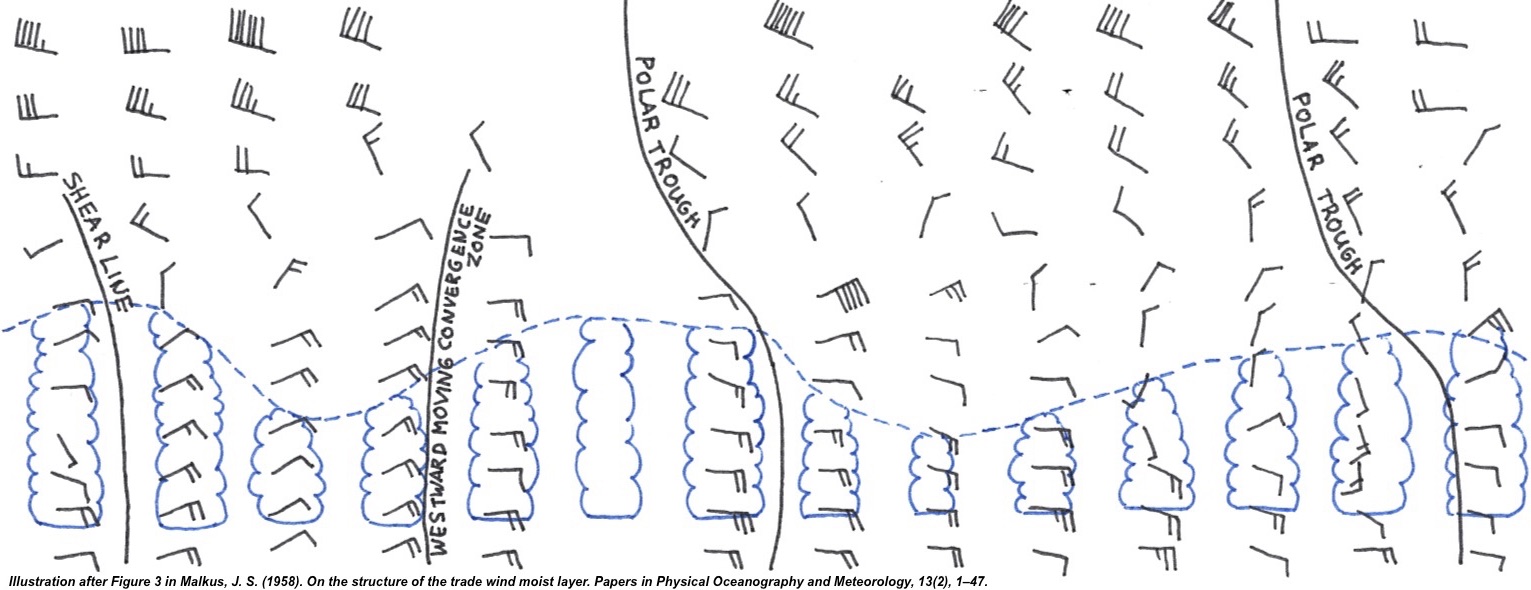 SHEAR LINE
WESTWARD MOVING CONVERGENCE
ZONE
POLAR TROUGH
POLAR TROUGH
Illustration after Figure 3 in Malkus, J. S. (1958). On the structure of the trade wind moist layer. Papers in Physical Oceanography and Meteorology, 13(2), 1–47.